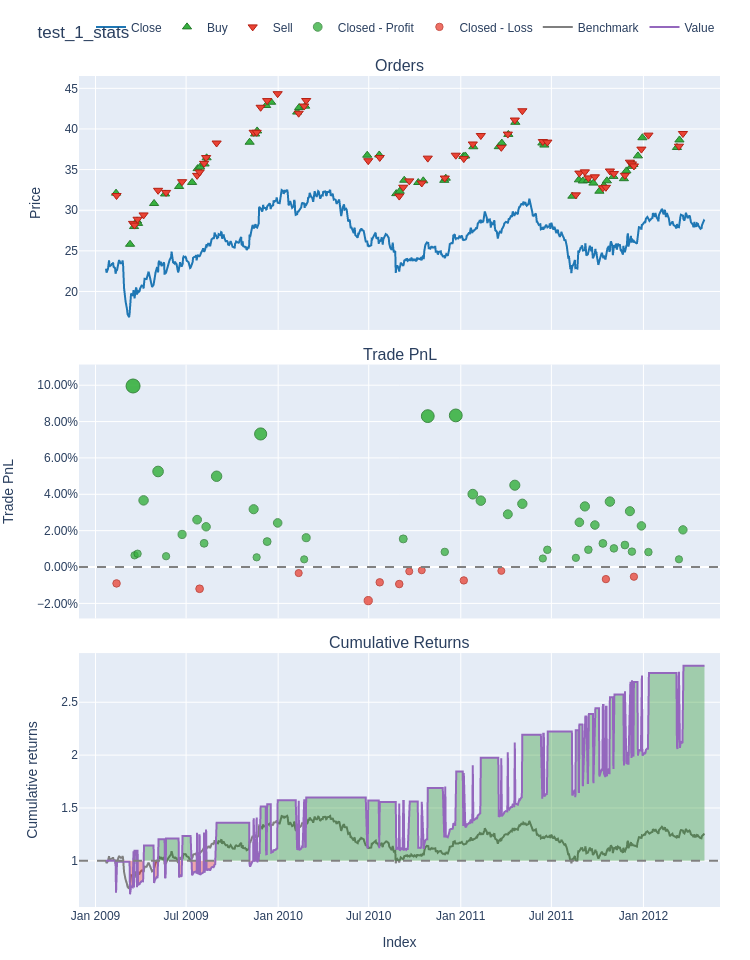 test_1_stats
Close Buy Sell Closed - Profit Closed - Loss Benchmark Value
Orders
Price
45
40
35
30
25
20
Trade PnL
Trade PnL
10.00%
8.00%
6.00%
4.00%
2.00%
0.00%
−2.00%
Cumulative Returns
Cumulative returns
2.5
2
1.5
1
Jan 2009 Jul 2009 Jan 2010 Jul 2010 Jan 2011 Jul 2011 Jan 2012
Index